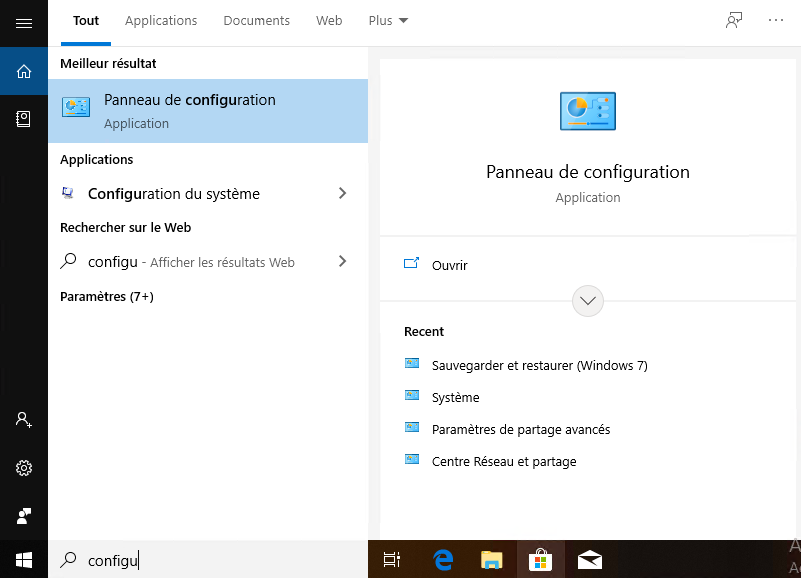 Tout Applications Documents Web Plus
Meilleur résultat
Panneau de configuration
Application
Applications
Configuration du système
Rechercher sur le Web
configu - Afficher les résultats Web
Paramètres (7+)
Panneau de configuration
Application
Ouvrir
Recent
Sauvegarder et restaurer (Windows 7)
Système
Paramètres de partage avancés
Centre Réseau et partage
configu